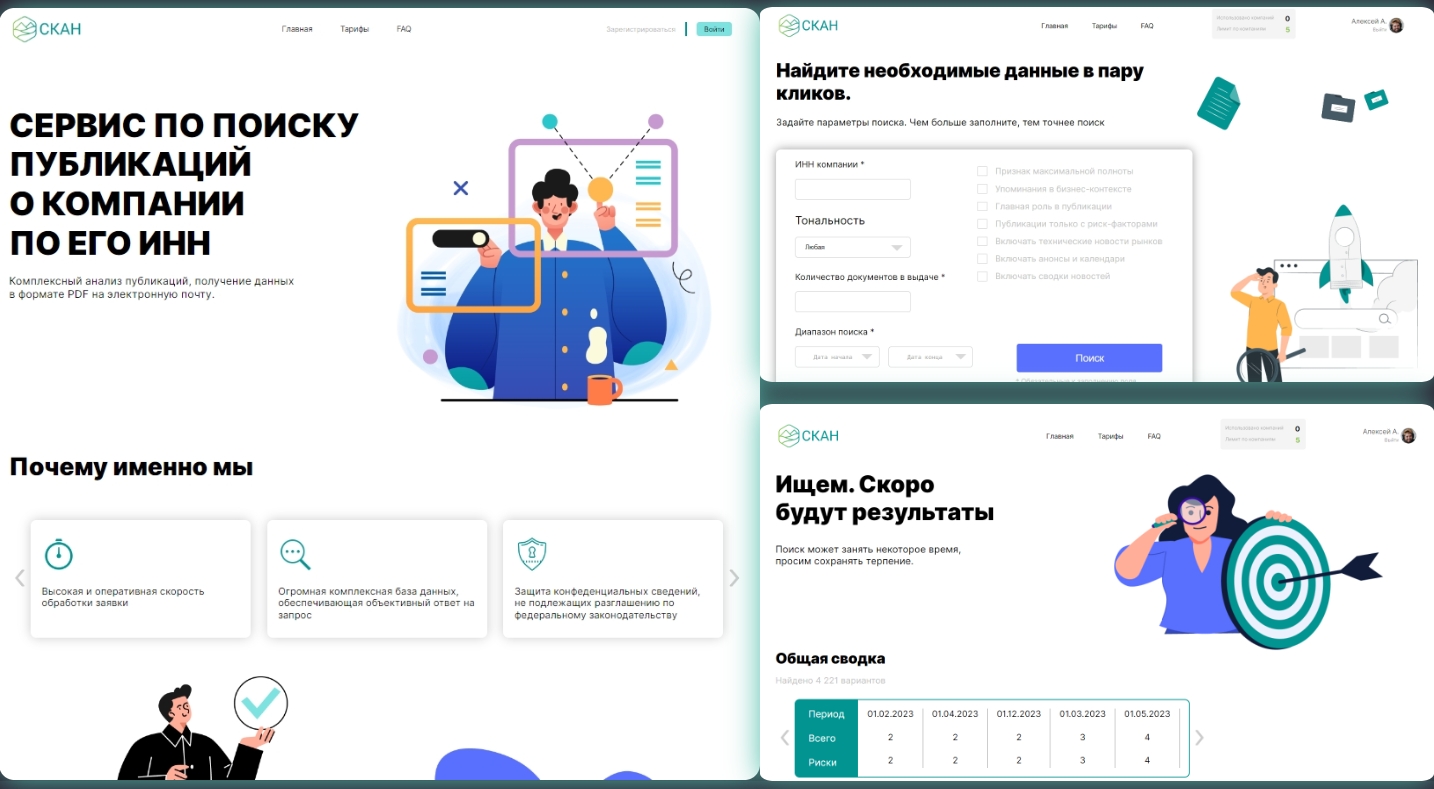 СКАН
Главная Тарифы FAQ
Зарегистрироваться Войти
СЕРВИС ПО ПОИСКУ
ПУБЛИКАЦИЙ
О КОМПАНИИ
ПО ЕГО ИНН
Комплексный анализ публикаций, получение данных
в формате PDF на электронную почту.
Почему именно мы
Высокая и оперативная скорость
обработки заявки
Огромная комплексная база данных,
обеспечивающая объективный ответ на
запрос
Защита конфеденциальных сведений,
не подлежащих разглашению по
федеральному законодательству
СКАН
Главная Тарифы FAQ
Использовано компаний 0
Лимит по компаниям 5
Алексей А.
Выйти
Найдите необходимые данные в пару
кликов.
Задайте параметры поиска. Чем больше заполните, тем точнее поиск
ИНН компании *
Тональность
Любая
Количество документов в выдаче *
Диапазон поиска *
Дата начала Дата конца
Признак максимальной полноты
Упоминания в бизнес-контексте
Главная роль в публикации
Публикации только с риск-факторами
Включать технические новости рынков
Включать анонсы и календари
Включать сводки новостей
Поиск
* Обязательные к заполнению поля
СКАН
Главная Тарифы FAQ
Использовано компаний 0
Лимит по компаниям 5
Алексей А.
Выйти
Ищем. Скоро
будут результаты
Поиск может занять некоторое время,
просим сохранять терпение.
Общая сводка
Найдено 4 221 вариантов
Период 01.02.2023 01.04.2023 01.12.2023 01.03.2023 01.05.2023
Всего 2 2 2 3 4
Риски 2 2 2 3 4